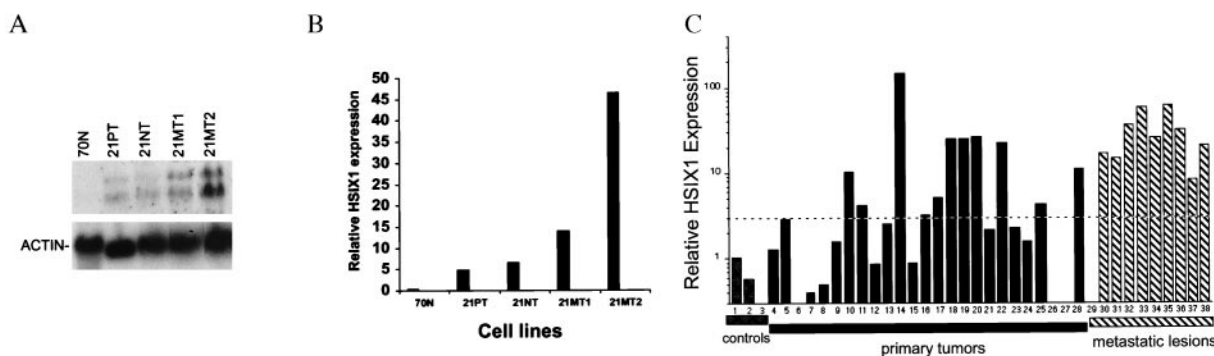 A
70N
21PT
21NT
21MT1
21MT2
ACTIN-
B
Relative HSIX1 expression
50
45
40
35
30
25
20
15
10
5
0
70N 21PT 21NT 21MT1 21MT2
Cell lines
C
Relative HSIX1 Expression
100
10
1
1 2 3 4 5 6 7 8 9 10 11 12 13 14 15 16 17 18 19 20 21 22 23 24 25 26 27 28 29 30 31 32 33 34 35 36 37 38
controls primary tumors metastatic lesions